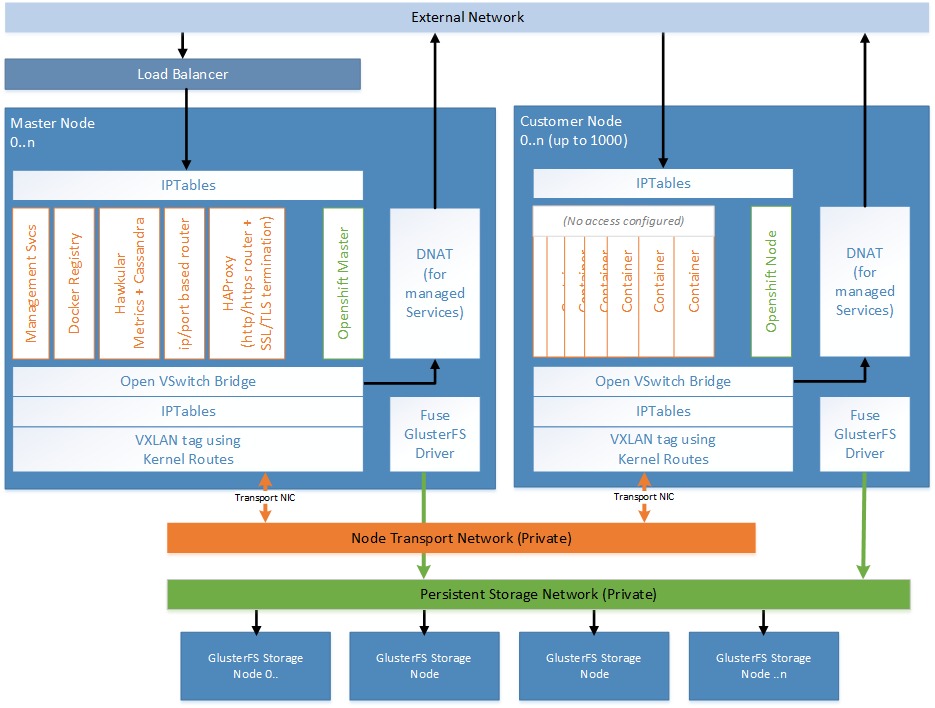 External Network
Load Balancer
Master Node
0..n
IPTables
Management Svcs
Docker Registry
Hawkular
Metrics + Cassandra
ip/port based router
HAProxy
(http/https router +
SSL/TLS termination)
Openshift Master
DNAT
(for
managed
Services)
Open VSwitch Bridge
IPTables
VXLAN tag using
Kernel Routes
Fuse
GlusterFS
Driver
Transport NIC
Customer Node
0..n (up to 1000)
IPTables
(No access configured)
Container
Container
Container
Container
Container
Openshift Node
DNAT
(for
managed
Services)
Open VSwitch Bridge
IPTables
VXLAN tag using
Kernel Routes
Fuse
GlusterFS
Driver
Transport NIC
Node Transport Network (Private)
Persistent Storage Network (Private)
GlusterFS Storage
Node 0..
GlusterFS Storage
Node
GlusterFS Storage
Node
GlusterFS Storage
Node ..n